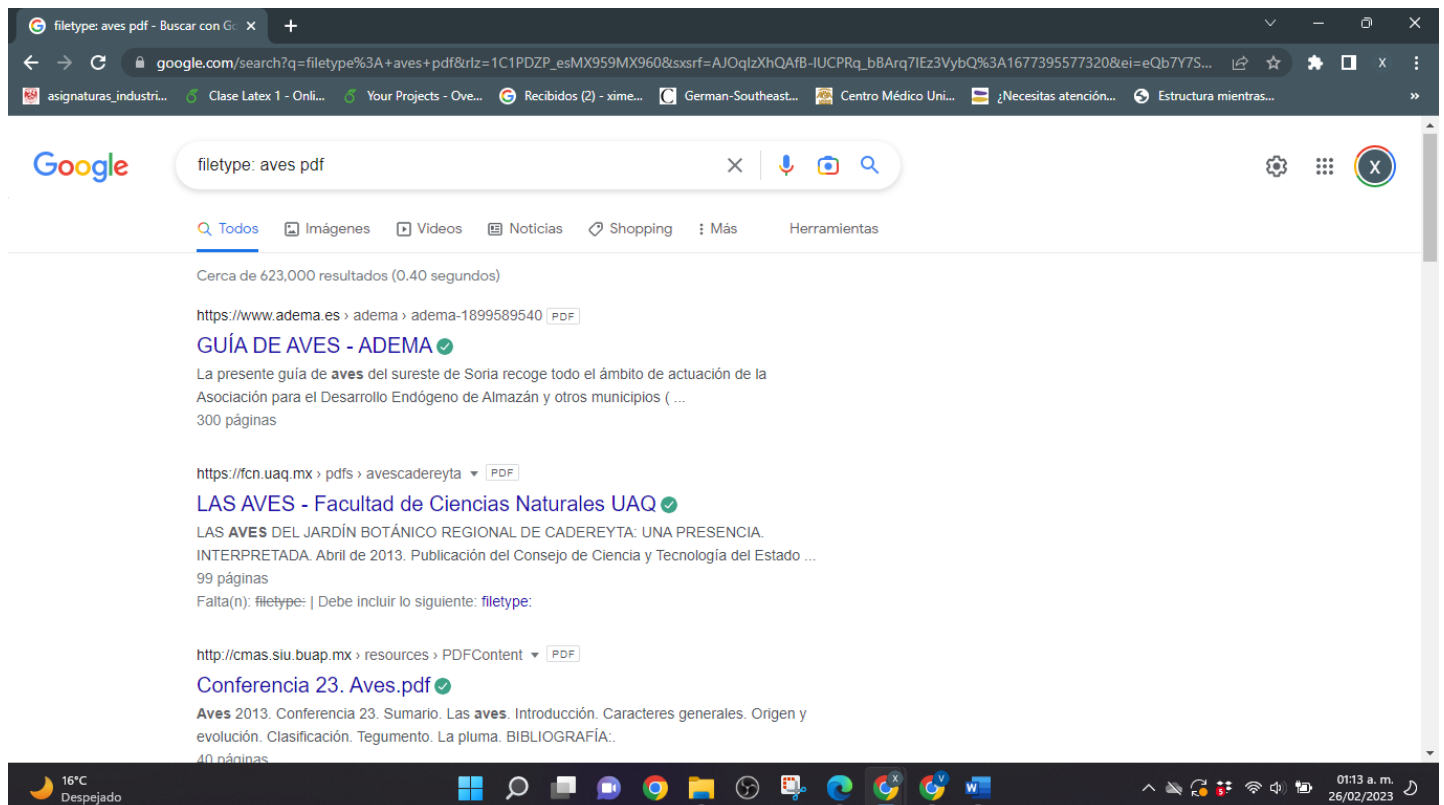 filetype: aves pdf - Buscar con Go
google.com/search?q=filetype%3A+aves+pdf&rlz=1C1PDZP_esMX959MX960&sxsrf=AJOqlzXhQAfB-IUCPRq_bBArq7IEz3VybQ%3A1677395577320&ei=eQb7Y7S...
asignaturas_industri... Clase Latex 1 - Onli... Your Projects - Ove... Recibidos (2) - xime... German-Southeast... Centro Médico Uni... ¿Necesitas atención... Estructura mientras... »
Google filetype: aves pdf X
Todos Imágenes Videos Noticias Shopping Más Herramientas
Cerca de 623,000 resultados (0.40 segundos)
https://www.adema.es › adema › adema-1899589540 PDF
GUÍA DE AVES - ADEMA
La presente guía de aves del sureste de Soria recoge todo el ámbito de actuación de la
Asociación para el Desarrollo Endógeno de Almazán y otros municipios ( ...
300 páginas
https://fcn.uaq.mx › pdfs › avescadereyta PDF
LAS AVES - Facultad de Ciencias Naturales UAQ
LAS AVES DEL JARDÍN BOTÁNICO REGIONAL DE CADEREYTA: UNA PRESENCIA.
INTERPRETADA. Abril de 2013. Publicación del Consejo de Ciencia y Tecnología del Estado ...
99 páginas
Falta(n): filetype: | Debe incluir lo siguiente: filetype:
http://cmas.siu.buap.mx › resources › PDFContent PDF
Conferencia 23. Aves.pdf
Aves 2013. Conferencia 23. Sumario. Las aves. Introducción. Caracteres generales. Origen y
evolución. Clasificación. Tegumento. La pluma. BIBLIOGRAFÍA:.
40 páginas
16°C
Despejado
01:13 a. m.
26/02/2023